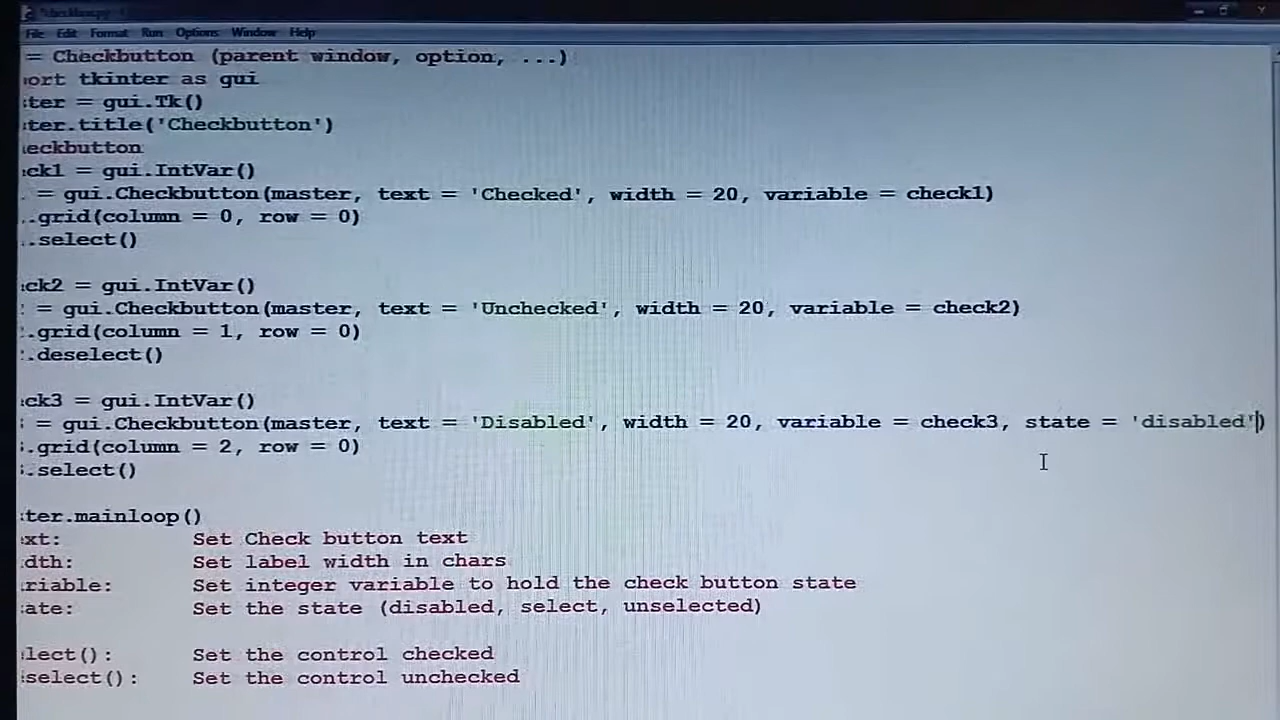 File Edit Format Run Options Window Help
= Checkbutton (parent window, option, ...)
ort tkinter as gui
ter = gui.Tk()
ter.title('Checkbutton')
eckbutton
ck1 = gui.IntVar()
= gui.Checkbutton(master, text = 'Checked', width = 20, variable = check1)
.grid(column = 0, row = 0)
.select()
ck2 = gui.IntVar()
= gui.Checkbutton(master, text = 'Unchecked', width = 20, variable = check2)
.grid(column = 1, row = 0)
.deselect()
ck3 = gui.IntVar()
= gui.Checkbutton(master, text = 'Disabled', width = 20, variable = check3, state = 'disabled')
.grid(column = 2, row = 0)
.select()
ter.mainloop()
xt: Set Check button text
dth: Set label width in chars
riable: Set integer variable to hold the check button state
ate: Set the state (disabled, select, unselected)
lect(): Set the control checked
select(): Set the control unchecked